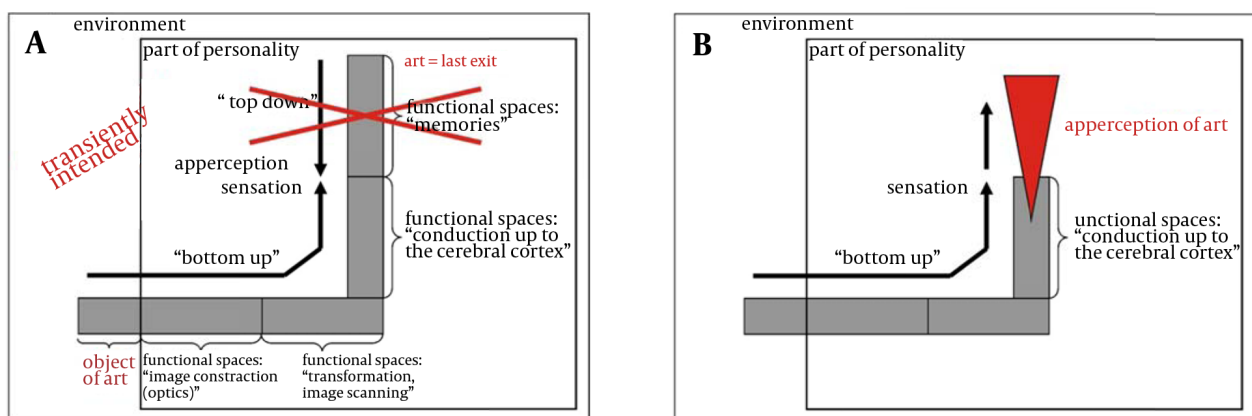 environment
A
part of personality
art = last exit
“ top down”
functional spaces:
“memories”
transiently
intended
apperception
sensation
functional spaces:
“conduction up to
the cerebral cortex”
“bottom up”
object
of art
functional spaces:
“image constraction
(optics)”
functional spaces:
“transformation,
image scanning”
environment
B
part of personality
apperception of art
sensation
unctional spaces:
“conduction up to
the cerebral cortex”
“bottom up”